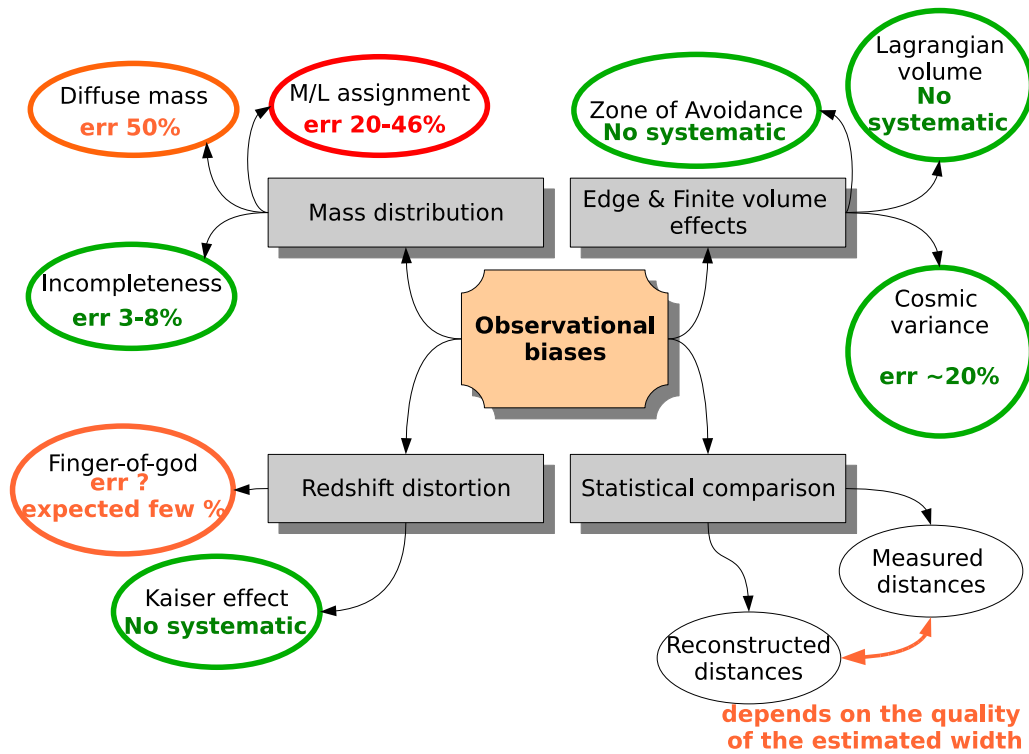 Diffuse mass
err 50%
M/L assignment
err 20-46%
Zone of Avoidance
No systematic
Lagrangian
volume
No
systematic
Mass distribution
Edge & Finite volume
effects
Incompleteness
err 3-8%
Observational
biases
Cosmic
variance
err ~20%
Finger-of-god
err ?
expected few %
Redshift distortion
Statistical comparison
Kaiser effect
No systematic
Measured
distances
Reconstructed
distances
depends on the quality
of the estimated width